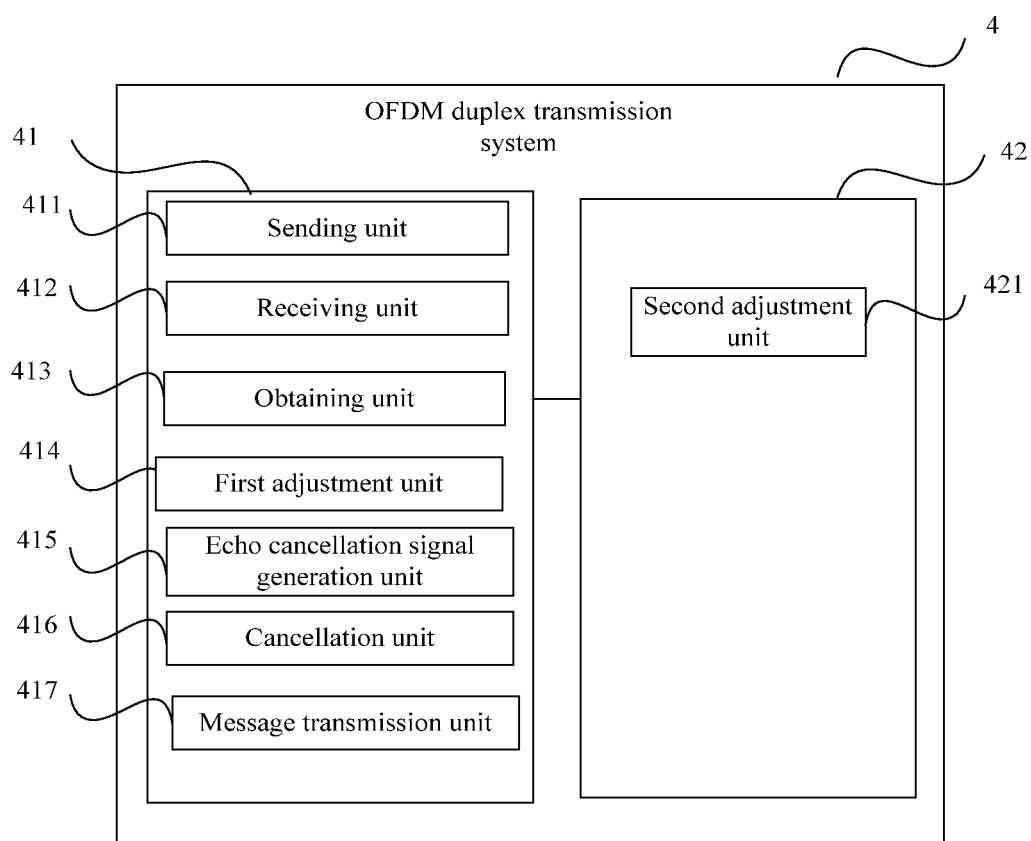 4
OFDM duplex transmission
system
41
42
411
Sending unit
412
Receiving unit
421
Second adjustment
unit
413
Obtaining unit
414
First adjustment unit
415
Echo cancellation signal
generation unit
416
Cancellation unit
417
Message transmission unit